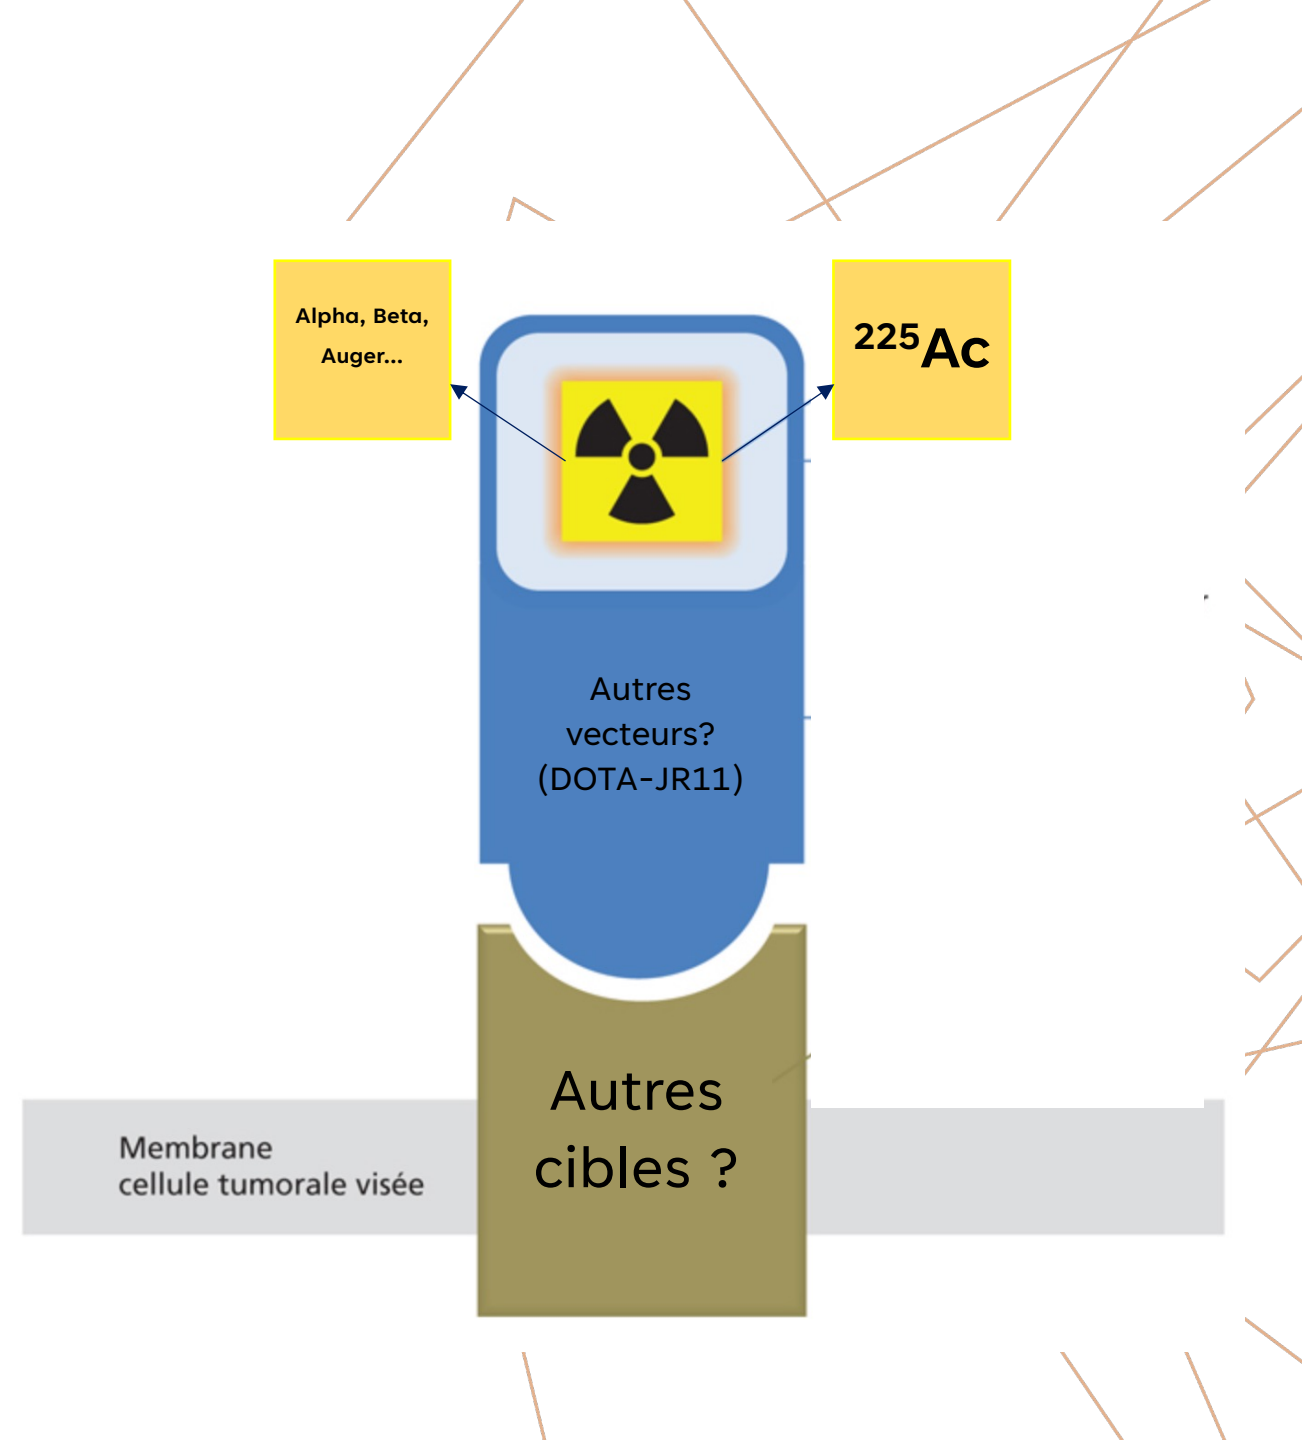 Alpha, Beta,
Auger...
²²⁵Ac
Autres
vecteurs?
(DOTA-JR11)
Autres
cibles ?
Membrane
cellule tumorale visée